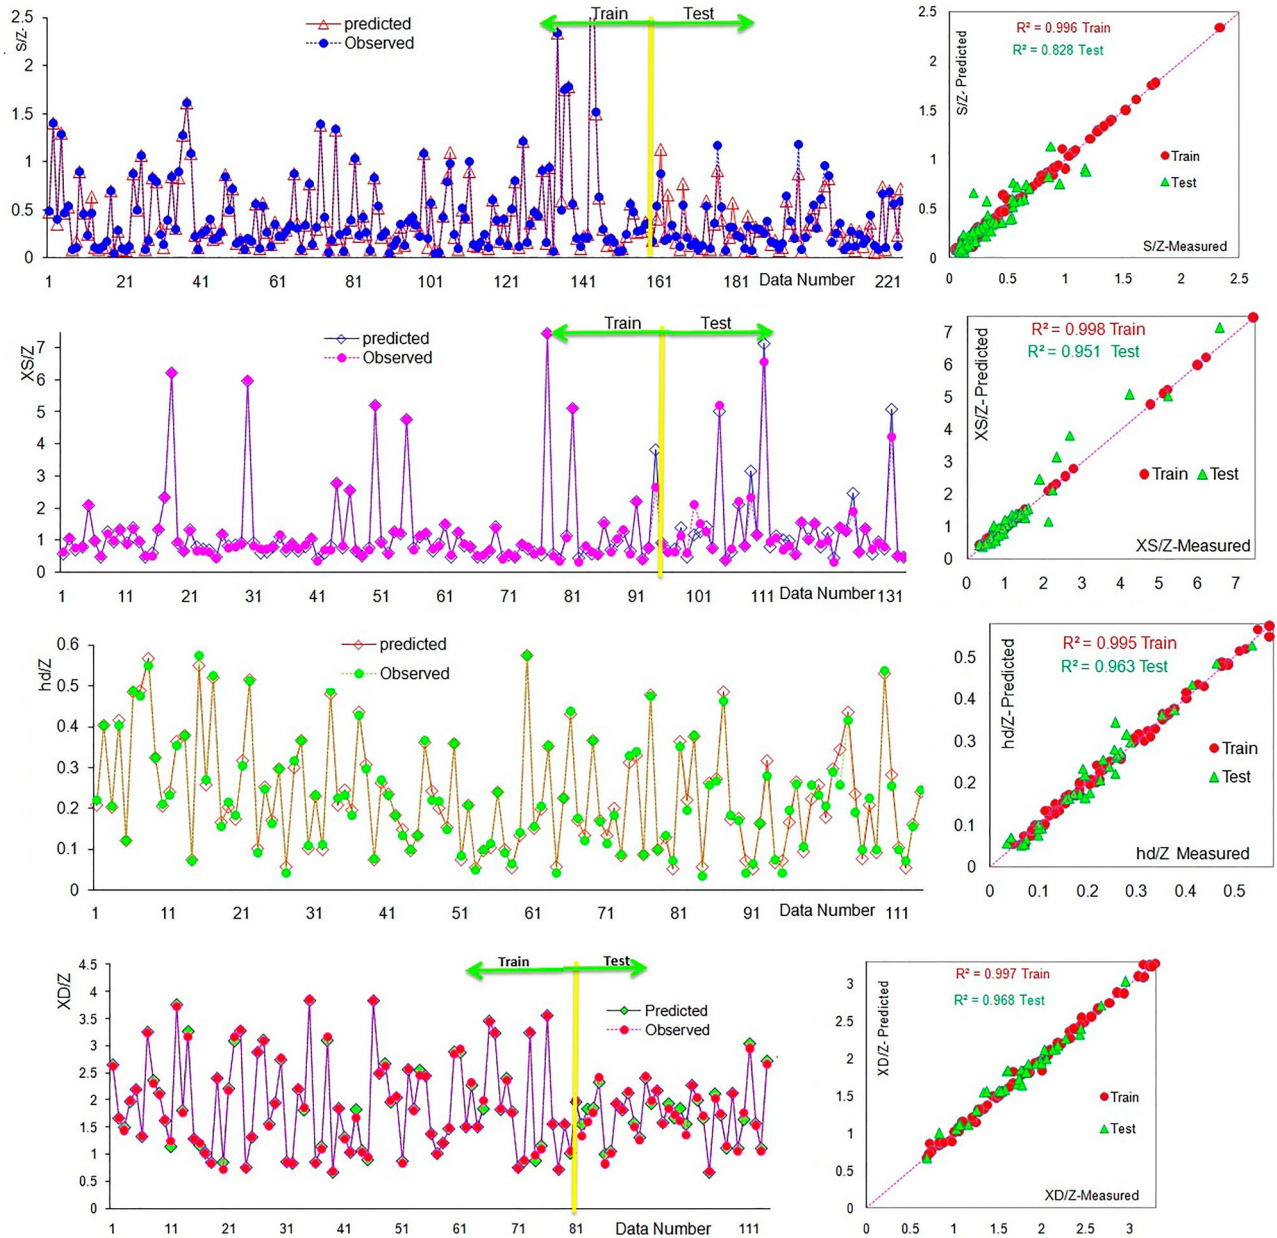 2.5
2
1.5
1
0.5
0
S/Z-
predicted
Observed
Train
Test
1
21
41
61
81
101
121
141
161
181
Data Number
221
2.5
2
1.5
1
0.5
0
S/Z- Predicted
R² = 0.996 Train
R² = 0.828 Test
Train
Test
S/Z-Measured
0
0.5
1
1.5
2
2.5
7
6
5
4
3
2
1
0
XS/Z
predicted
Observed
Train
Test
1
11
21
31
41
51
61
71
81
91
101
111
Data Number
131
7
6
5
4
3
2
1
0
XS/Z- Predicted
R² = 0.998 Train
R² = 0.951 Test
Train
Test
XS/Z-Measured
0
1
2
3
4
5
6
7
0.6
0.5
0.4
0.3
0.2
0.1
0
hd/Z
predicted
Observed
1
11
21
31
41
51
61
71
81
91
Data Number
111
0.5
0.4
0.3
0.2
0.1
0
hd/Z- Predicted
R² = 0.995 Train
R² = 0.963 Test
Train
Test
hd/Z Measured
0
0.1
0.2
0.3
0.4
0.5
4.5
4
3.5
3
2.5
2
1.5
1
0.5
0
XD/Z
Train
Test
Predicted
Observed
1
11
21
31
41
51
61
71
81
Data Number
111
3
2.5
2
1.5
1
0.5
0
XD/Z- Predicted
R² = 0.997 Train
R² = 0.968 Test
Train
Test
XD/Z-Measured
0
0.5
1
1.5
2
2.5
3